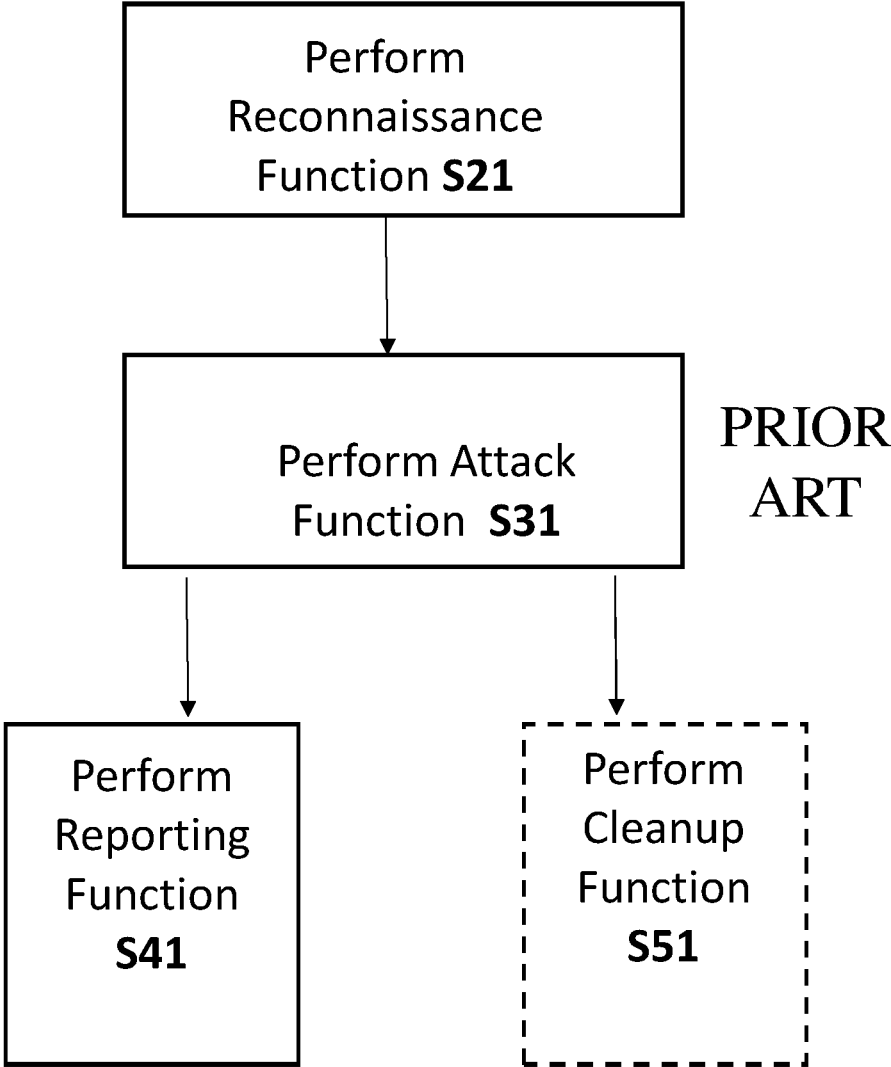 Perform
Reconnaissance
Function S21
Perform Attack
Function S31
PRIOR
ART
Perform
Reporting
Function
S41
Perform
Cleanup
Function
S51